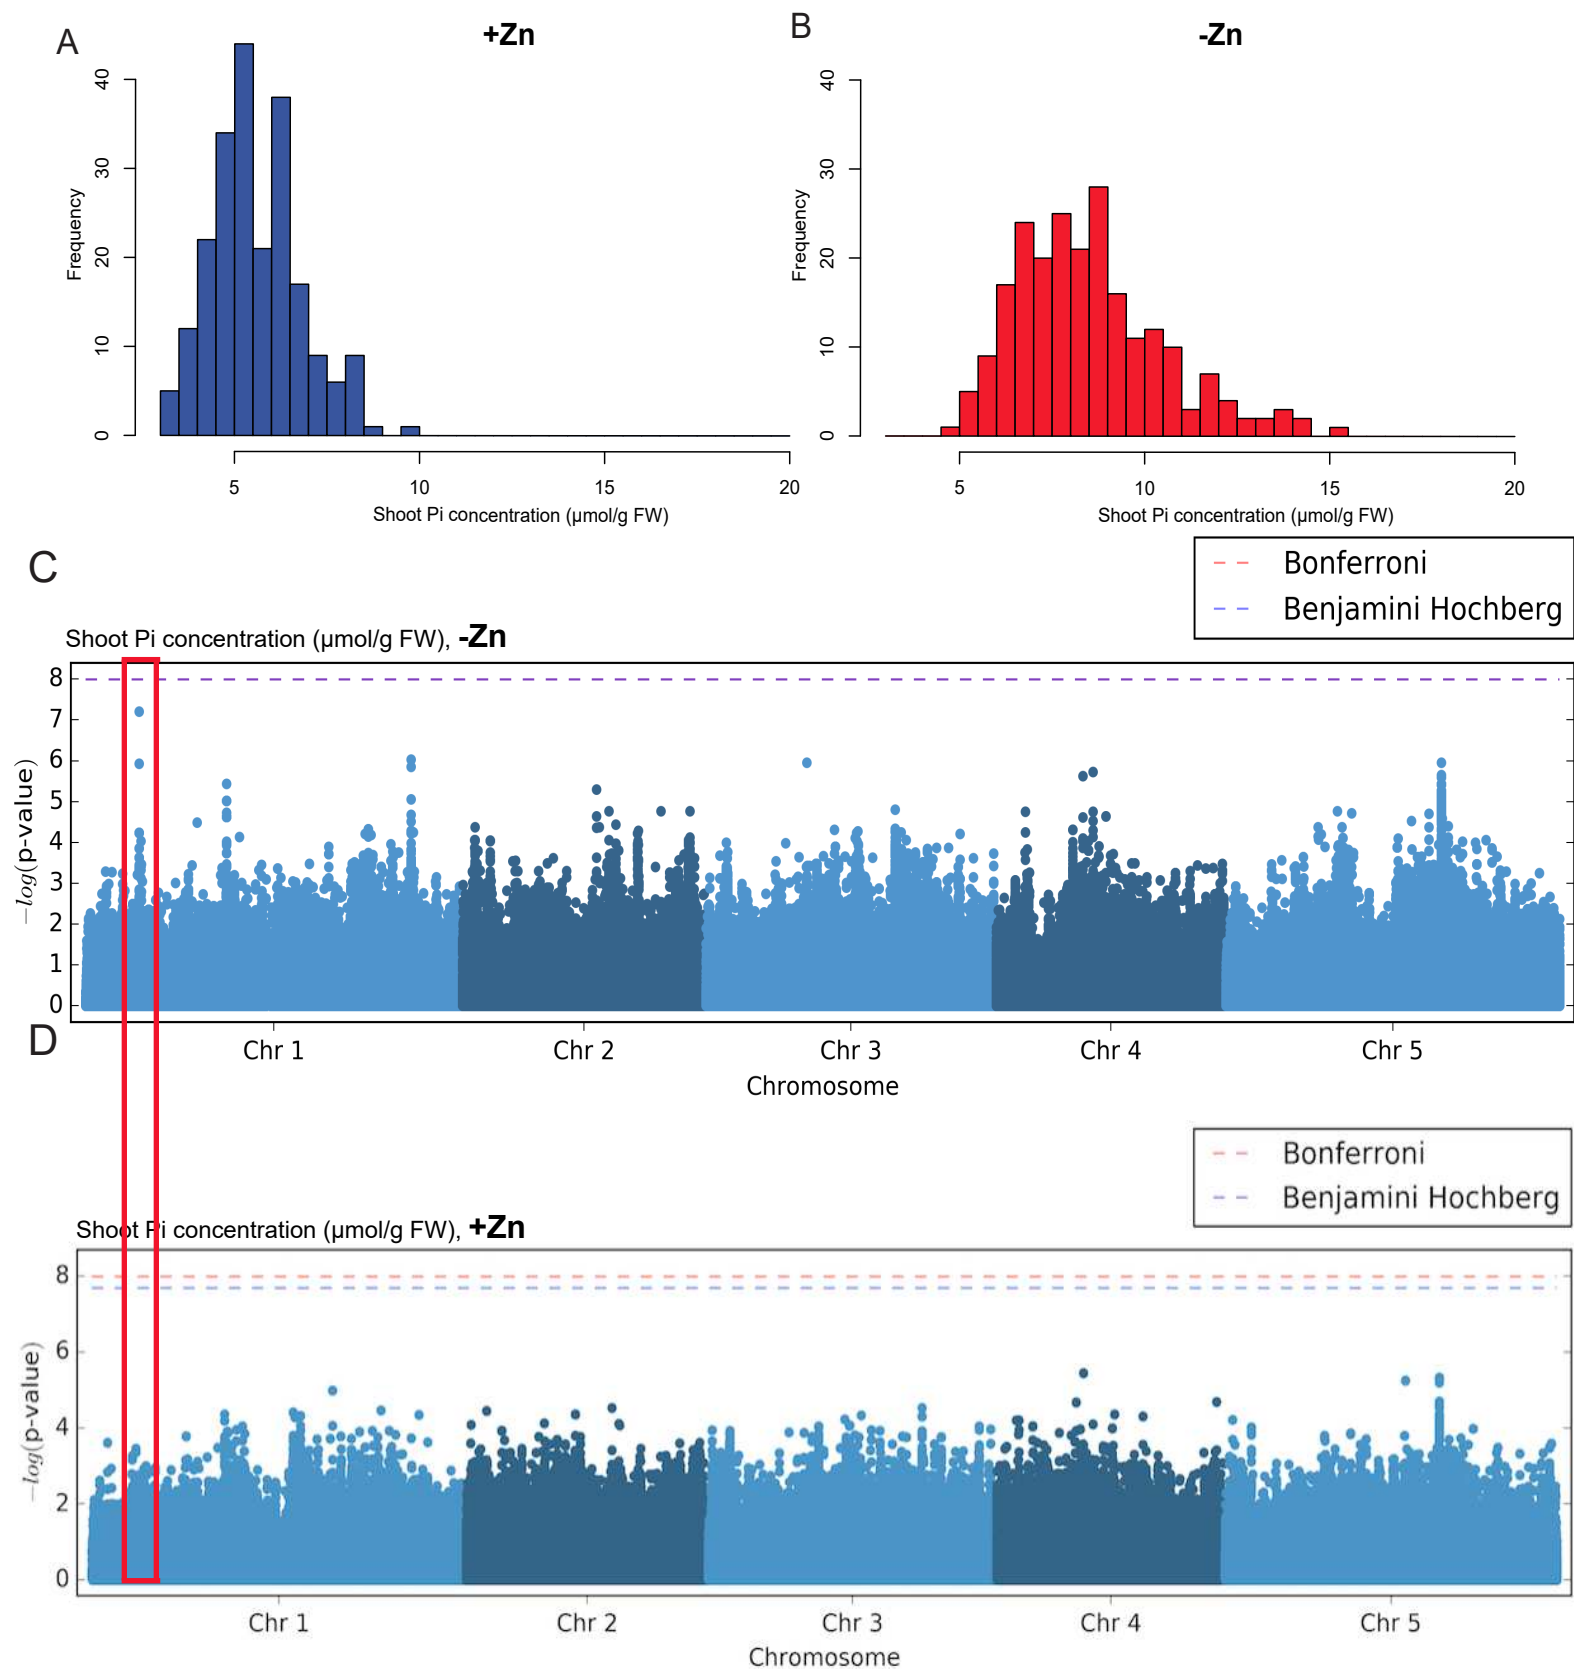 A
+Zn
B
-Zn
40
30
20
10
0
Frequency
5
10
15
20
Shoot Pi concentration (µmol/g FW)
40
30
20
10
0
Frequency
5
10
15
20
Shoot Pi concentration (µmol/g FW)
C
Bonferroni
Benjamini Hochberg
Shoot Pi concentration (µmol/g FW), -Zn
8
7
6
5
4
3
2
1
0
−log(p-value)
Chr 1
Chr 2
Chr 3
Chr 4
Chr 5
Chromosome
D
Bonferroni
Benjamini Hochberg
Shoot Pi concentration (µmol/g FW), +Zn
8
6
4
2
0
−log(p-value)
Chr 1
Chr 2
Chr 3
Chr 4
Chr 5
Chromosome